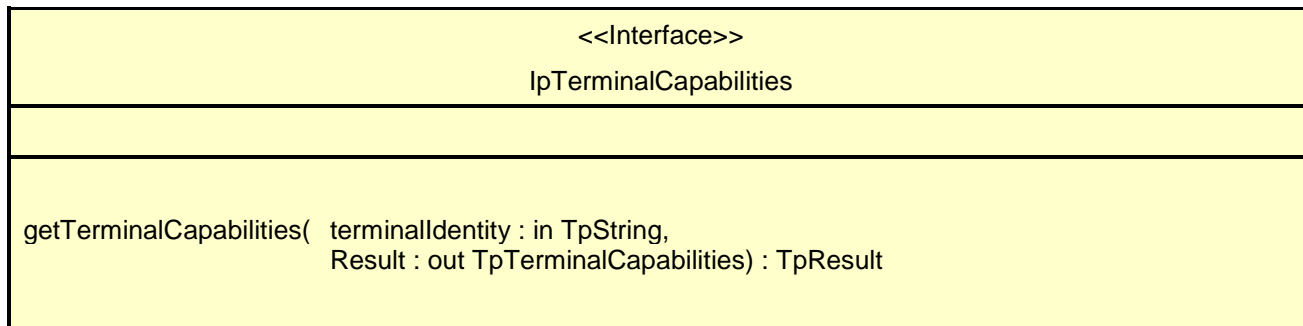 <<Interface>>
IpTerminalCapabilities
getTerminalCapabilities( terminalIdentity : in TpString,
Result : out TpTerminalCapabilities) : TpResult